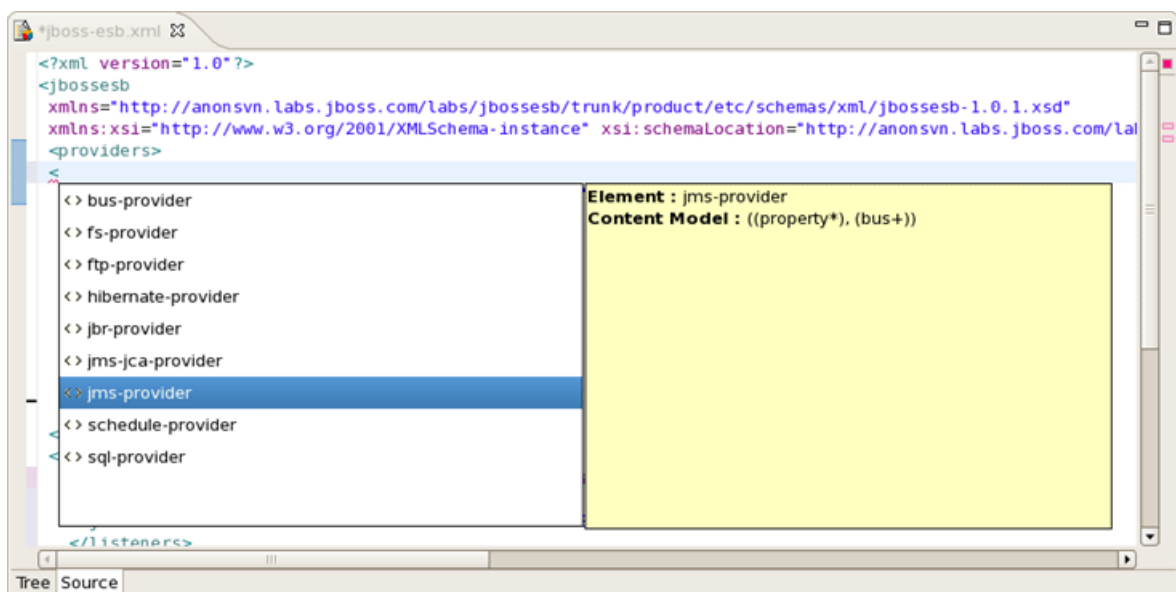 *jboss-esb.xml
<?xml version="1.0"?>
<jbossesb
xmlns="http://anonsvn.labs.jboss.com/labs/jbossesb/trunk/product/etc/schemas/xml/jbossesb-1.0.1.xsd"
xmlns:xsi="http://www.w3.org/2001/XMLSchema-instance" xsi:schemaLocation="http://anonsvn.labs.jboss.com/lal
<providers>
<
<> bus-provider
<> fs-provider
<> ftp-provider
<> hibernate-provider
<> jbr-provider
<> jms-jca-provider
<> jms-provider
<> schedule-provider
<> sql-provider
Element : jms-provider
Content Model : ((property*), (bus+))
<
<
</listeners>
Tree Source